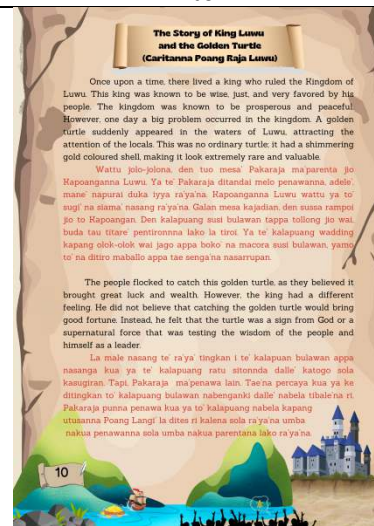 The Story of King Luwu
and the Golden Turtle
(Caritanna Poang Raja Luwu)
Once upon a time, there lived a king who ruled the Kingdom of
Luwu. This king was known to be wise, just, and very favored by his
people. The kingdom was known to be prosperous and peaceful.
However, one day a big problem occurred in the kingdom. A golden
turtle suddenly appeared in the waters of Luwu, attracting the
attention of the locals. This was no ordinary turtle; it had a shimmering
gold coloured shell, making it look extremely rare and valuable.
Wattu jolo-jolona, den tuo mesa' Pakaraja ma'parenta jio
Kapoanganna Luwu. Ya te' Pakaraja ditandai melo penawanna, adele',
mane' napurai duka iyya ra'ya'na. Kapoanganna Luwu wattu ya to'
sugi' na siama' nasang ra'ya'na. Galan mesa kajadian, den sussa rampoi
jio to Kapoangan. Den kalapuang susi bulawan tappa tollong jio wai,
buda tau titare' pentironnna lako la tiroi. Ya te' kalapuang wadding
kapang olok-olok wai jago appa boko' na macora susi bulawan, yamo
to' na ditiro maballo appa tae senga'na nasarrupan.
The people flocked to catch this golden turtle, as they believed it
brought great luck and wealth. However, the king had a different
feeling. He did not believe that catching the golden turtle would bring
good fortune. Instead, he felt that the turtle was a sign from God or a
supernatural force that was testing the wisdom of the people and
himself as a leader.
La male nasang te' ra'ya' tingkan i te' kalapuan bulawan appa
nasanga kua ya te' kalapuang ratu sitonnda dalle' katogo sola
kasugiran. Tapi, Pakaraja ma'penawa lain. Tae'na percaya kua ya ke
ditingkan to' kalapuang bulawan nabenganki dalle' nabela tibale'na ri.
Pakaraja punna penawa kua ya to' kalapuang nabela kapang
utusanna Poang Langi' la dites ri kalena sola ra'ya'na umba
nakua penawanna sola umba nakua parentana lako ra'ya'na.
10